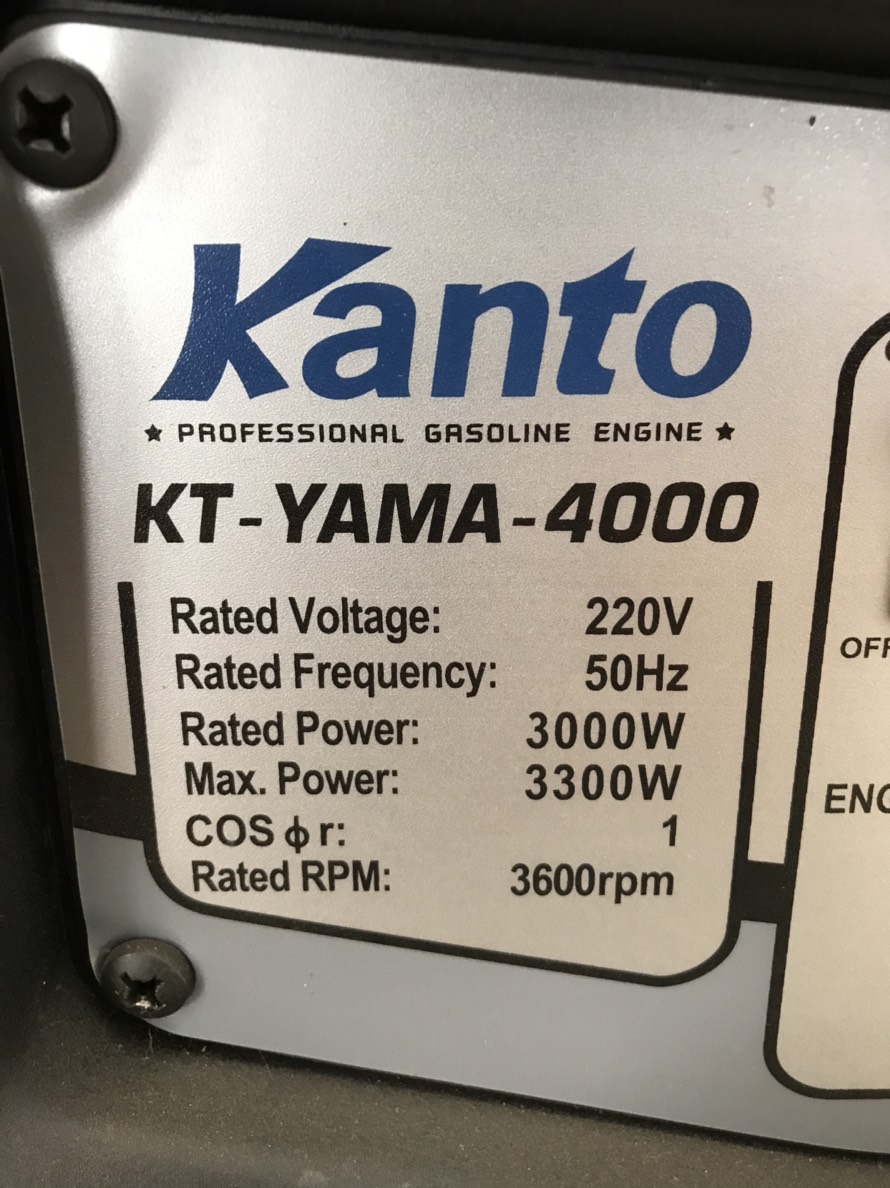 Kanto
★ PROFESSIONAL GASOLINE ENGINE ★
KT-YAMA-4000
Rated Voltage: 220V
Rated Frequency: 50Hz
Rated Power: 3000W
Max. Power: 3300W
COS ϕ r: 1
Rated RPM: 3600rpm
OFF